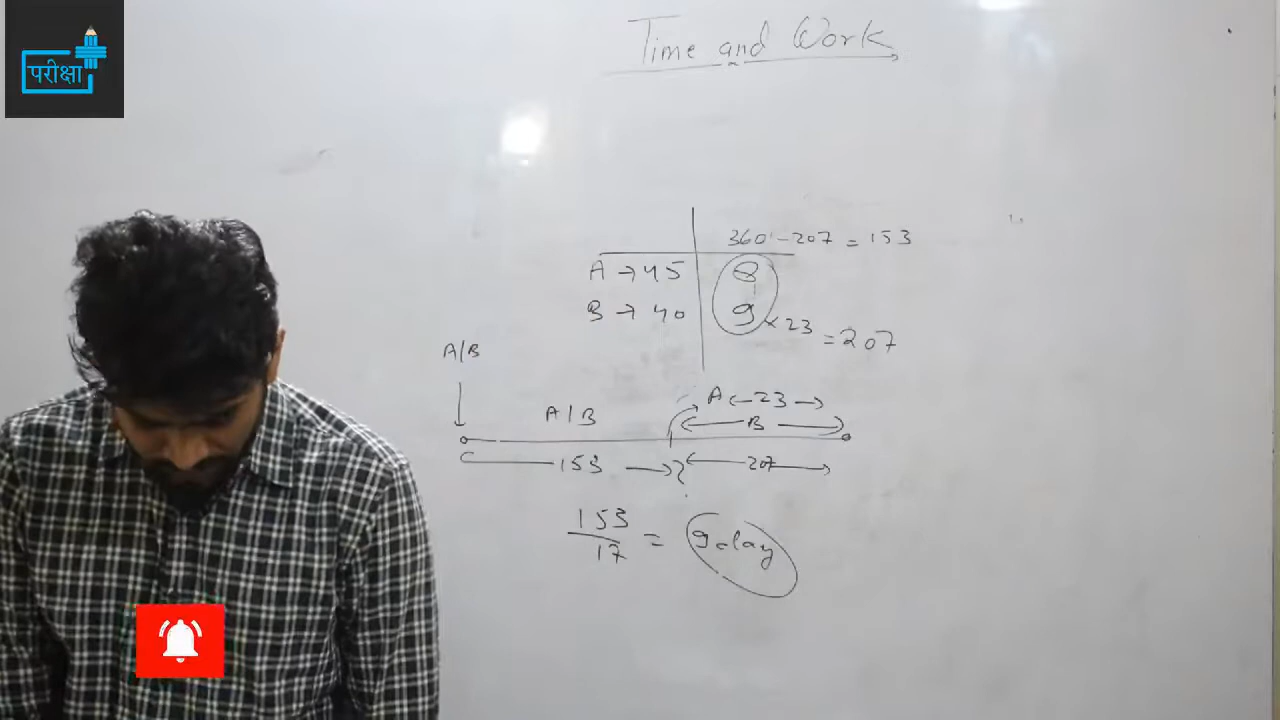 परीक्षा
Time and Work
360 - 207 = 153
A → 45 8
B → 40 9 × 23 = 207
A/B
A/B
A ← 23 →
← B →
← 153 →
← 207 →
153/17 = 9 day